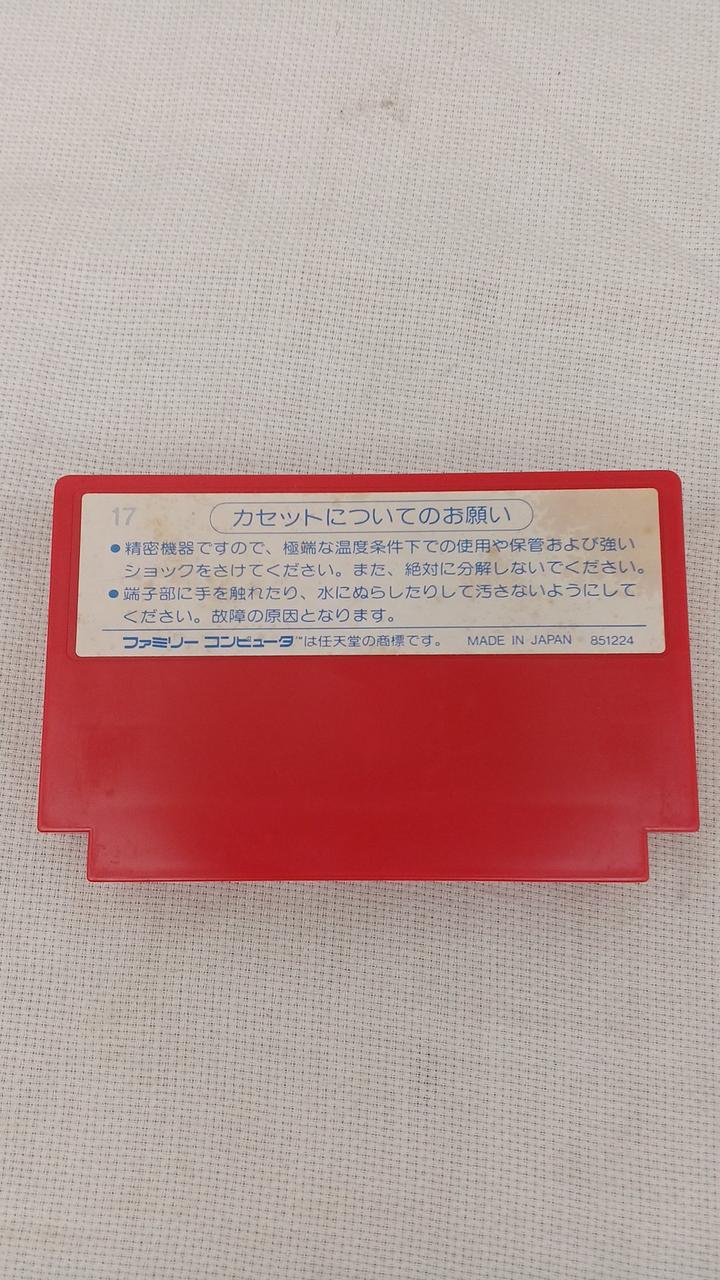 17
カセットについてのお願い
●精密機器ですので、極端な温度条件下での使用や保管および強い
ショックをさけてください。また、絶対に分解しないでください。
●端子部に手を触れたり、水にぬらしたりして汚さないようにして
ください。故障の原因となります。
ファミリー コンピュータ™は任天堂の商標です。 MADE IN JAPAN 851224